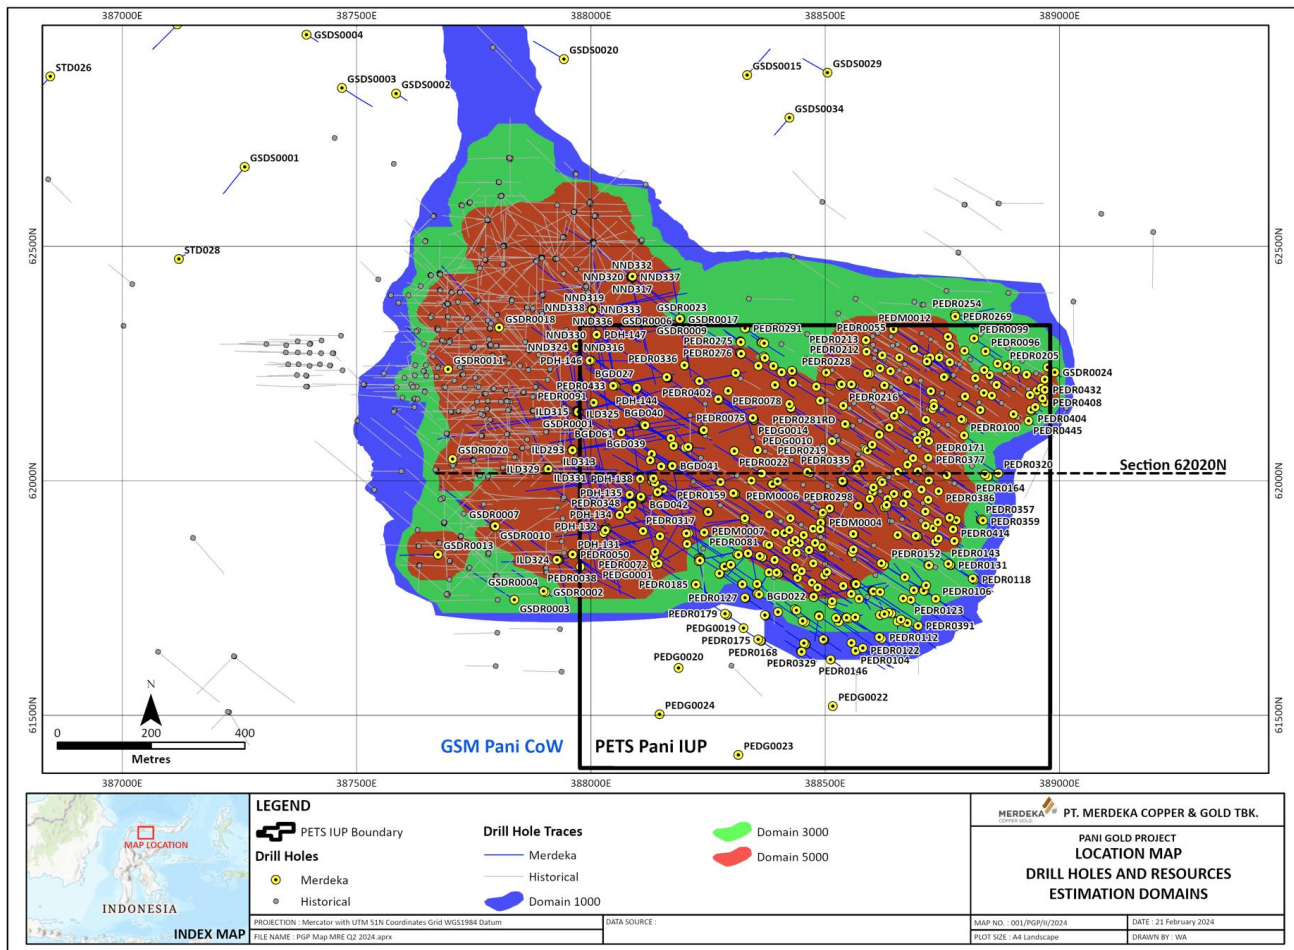 387000E 387500E 388000E 388500E 389000E
GSDS0004
GSDS0020
STD026
GSDS0003
GSDS0002
GSDS0015
GSDS0029
GSDS0034
GSDS0001
62500N 62500N
STD028
NND332
NND320 NND337
NND317
NND319
NND338 NND333
GSDR0023
NND336 GSDR0006 GSDR0017
GSDR0018
GSDR0009
NND330 PDH-147
NND324 NND316
PDH-146
PEDR0254
PEDR0269
PEDM0012
PEDR0055
PEDR0291
PEDR0099
PEDR0275
PEDR0213
PEDR0096
PEDR0276
PEDR0212
PEDR0205
PEDR0336
PEDR0228
GSDR0011
BGD027
GSDR0024
PEDR0433
PEDR0402
PEDR0432
PEDR0091
PDH-144
PEDR0078
PEDR0216
PEDR0408
ILD315 ILD325 BGD040
PEDR0075
PEDR0281RD
PEDR0404
GSDR0001
PEDR0100
PEDR0445
BGD061
PEDG0014
PEDG0010
BGD039
GSDR0020
ILD293
PEDR0219
PEDR0171
ILD313
PEDR0022
PEDR0335
PEDR0377
ILD329
BGD041
PEDR0320
Section 62020N
62000N 62000N
ILD331 PDH-138
PEDR0164
PDH-135
PEDR0159
PEDM0006
PEDR0298
PEDR0386
PEDR0348
BGD042
PEDR0357
GSDR0007
PDH-134
PEDR0317
PEDM0004
PEDR0359
PDH-132
GSDR0010
PEDM0007
PEDR0414
PDH-131
PEDR0081
GSDR0013
PEDR0050
PEDR0152
PEDR0143
ILD324
PEDR0072
PEDR0131
PEDG0001
PEDR0038
PEDR0185
PEDR0118
GSDR0004
GSDR0002
PEDR0127
BGD022
PEDR0106
GSDR0003
PEDR0123
PEDR0179
PEDR0391
PEDG0019
PEDR0112
PEDR0175
PEDR0168
PEDR0122
PEDR0329
PEDR0104
PEDG0020
PEDR0146
PEDG0022
61500N 61500N
PEDG0024
PEDG0023
N
0 200 400
Metres
GSM Pani CoW
PETS Pani IUP
387000E 387500E 388000E 388500E 389000E
MAP LOCATION
INDONESIA
INDEX MAP
LEGEND
PETS IUP Boundary
Drill Holes
Merdeka
Historical
Drill Hole Traces
Merdeka
Historical
Domain 1000
Domain 3000
Domain 5000
PROJECTION : Mercator with UTM 51N Coordinates Grid WGS1984 Datum
FILE NAME : PGP Map MRE Q2 2024.aprx
DATA SOURCE :
MERDEKA
COPPER GOLD
PT. MERDEKA COPPER & GOLD TBK.
PANI GOLD PROJECT
LOCATION MAP
DRILL HOLES AND RESOURCES
ESTIMATION DOMAINS
MAP NO. : 001/PGP/II/2024
DATE : 21 February 2024
PLOT SIZE : A4 Landscape
DRAWN BY : WA